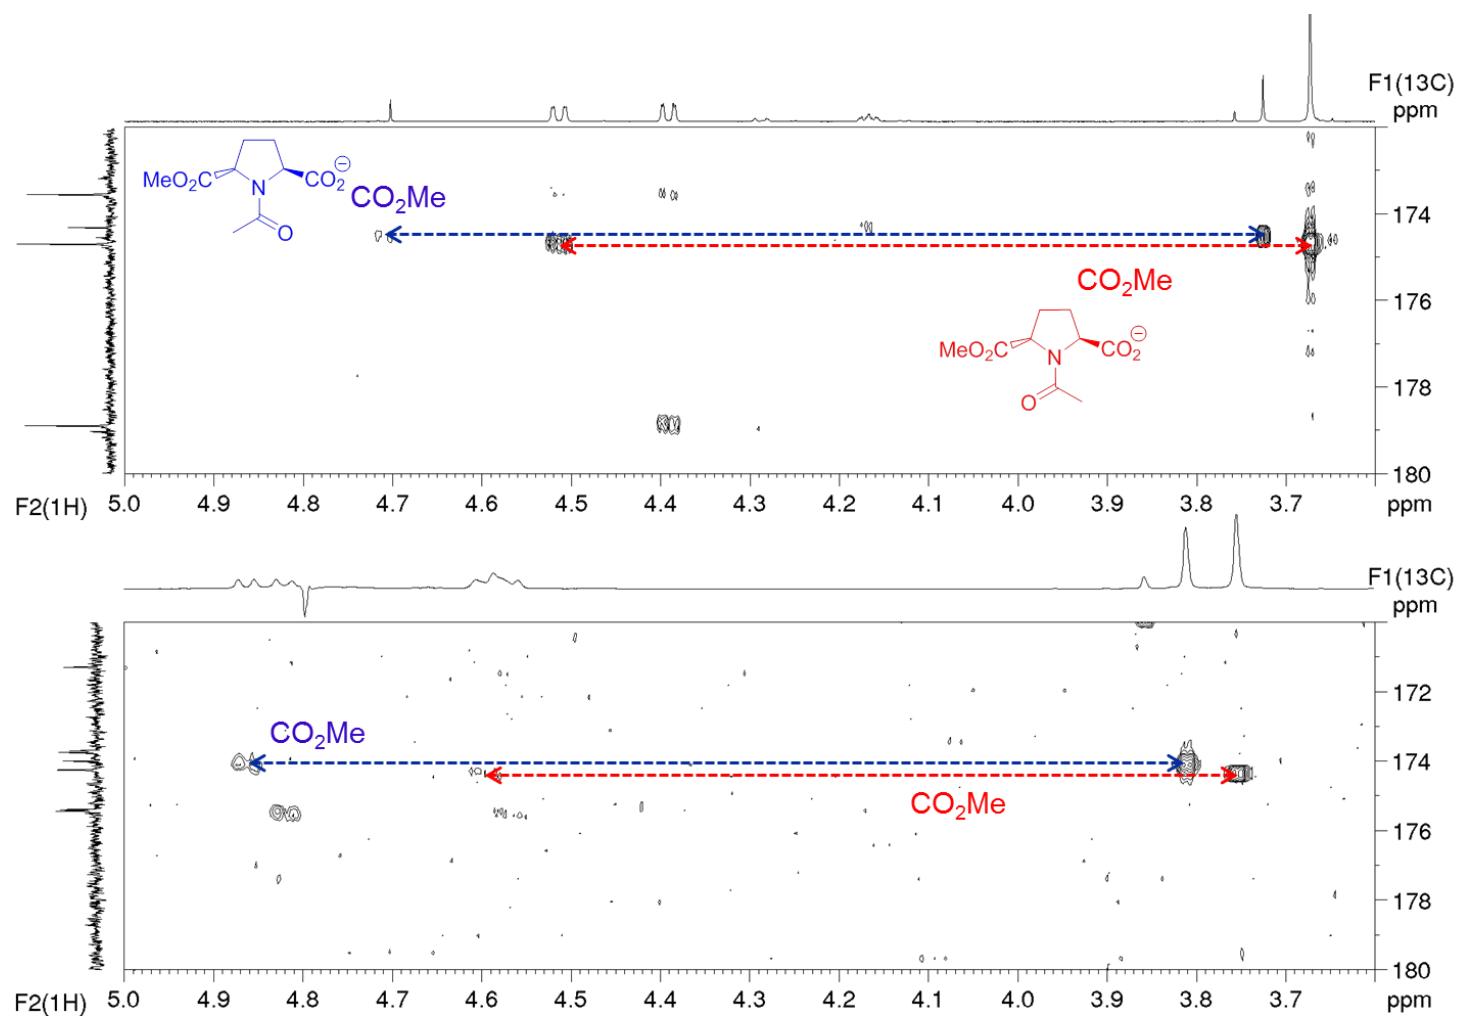 F1(13C)
ppm
MeO₂C
N
CO₂⊖
O
CO₂Me
174
CO₂Me
176
MeO₂C
N
CO₂⊖
O
178
180
F2(1H)
5.0 4.9 4.8 4.7 4.6 4.5 4.4 4.3 4.2 4.1 4.0 3.9 3.8 3.7 ppm
F1(13C)
ppm
172
CO₂Me
174
CO₂Me
176
178
180
F2(1H)
5.0 4.9 4.8 4.7 4.6 4.5 4.4 4.3 4.2 4.1 4.0 3.9 3.8 3.7 ppm